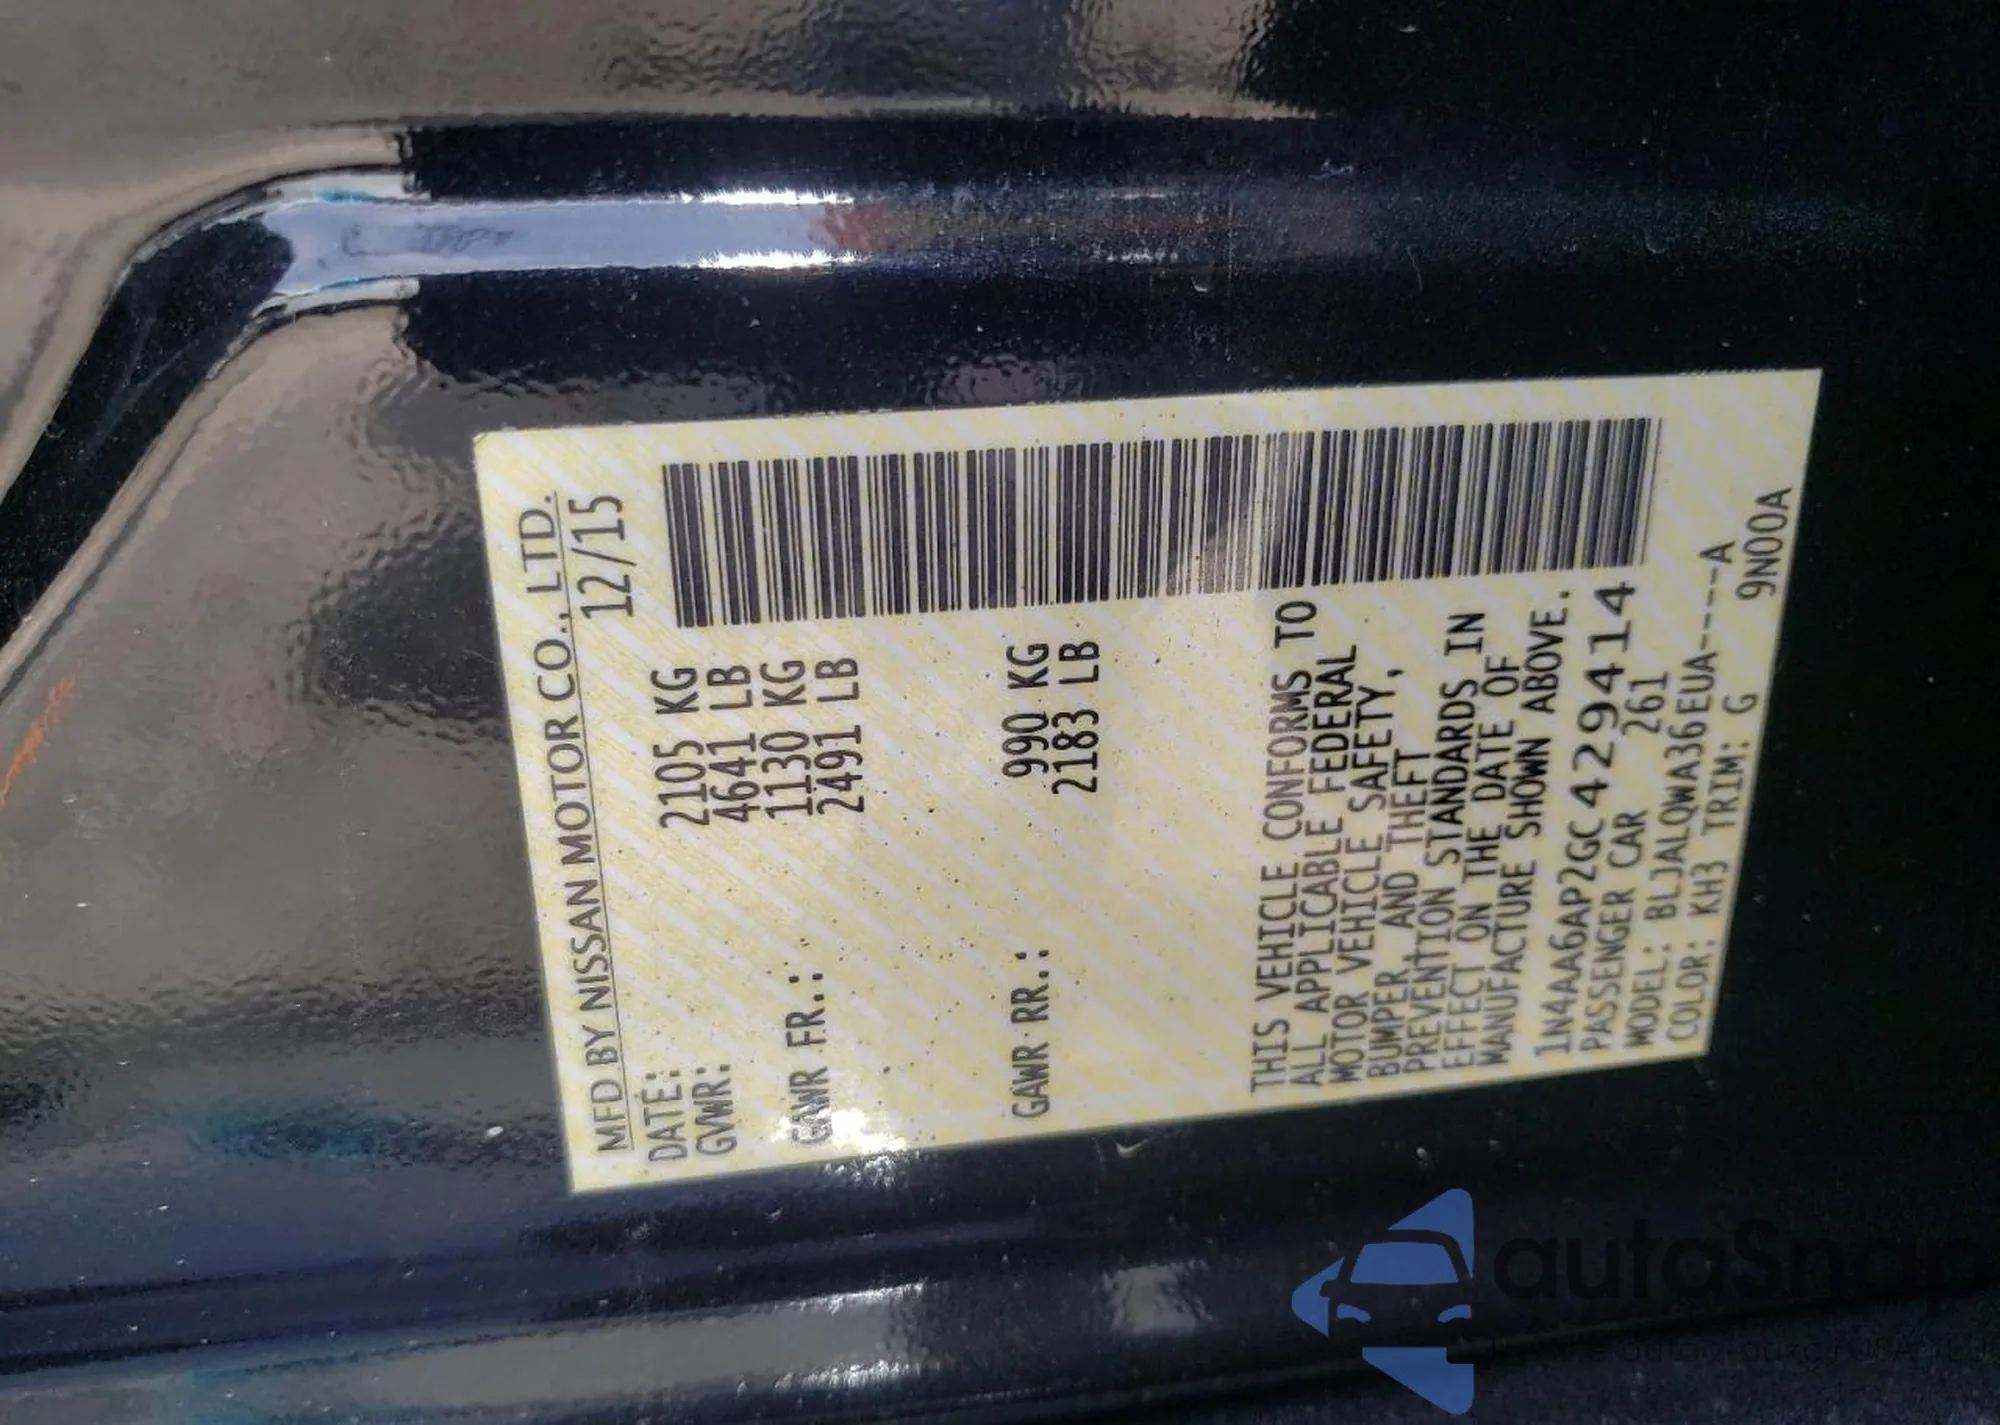 MFD BY NISSAN MOTOR CO., LTD.
DATE: 12/15
GVWR: 2105 KG
4641 LB
GAWR FR.: 1130 KG
2491 LB
GAWR RR.: 990 KG
2183 LB
THIS VEHICLE CONFORMS TO
ALL APPLICABLE FEDERAL
MOTOR VEHICLE SAFETY,
BUMPER, AND THEFT
PREVENTION STANDARDS IN
EFFECT ON THE DATE OF
MANUFACTURE SHOWN ABOVE.
1N4AA6AP2GC429414
PASSENGER CAR 261
MODEL: BLJALQWA36EUA----A
COLOR: KH3 TRIM: G 9N00A
autoSnap